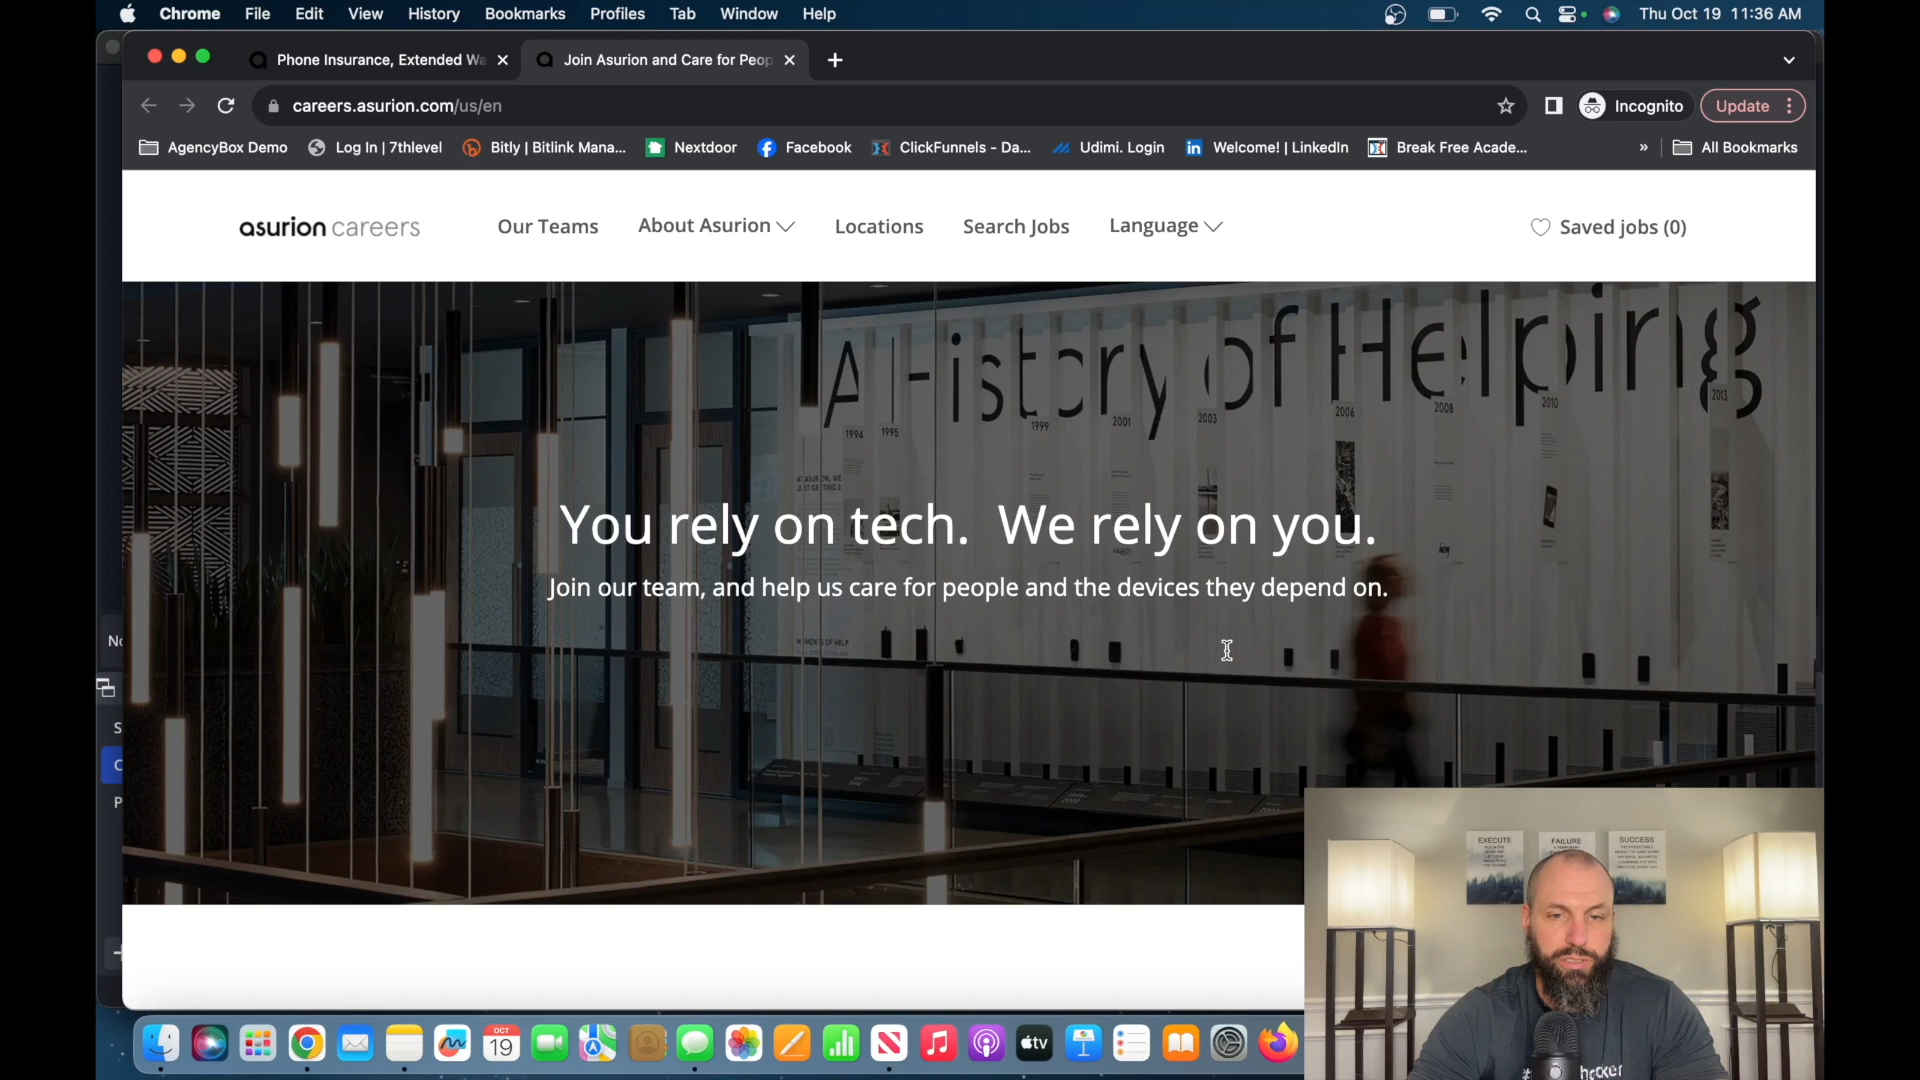 Chrome File Edit View History Bookmarks Profiles Tab Window Help Thu Oct 19 11:36 AM
Phone Insurance, Extended Wa
Join Asurion and Care for Peop
careers.asurion.com/us/en
Incognito
Update
AgencyBox Demo
Log In | 7thlevel
Bitly | Bitlink Mana...
Nextdoor
Facebook
ClickFunnels - Da...
Udimi. Login
Welcome! | LinkedIn
Break Free Acade...
» All Bookmarks
asurion careers
Our Teams
About Asurion
Locations
Search Jobs
Language
Saved jobs (0)
A History of Helping
1994 1995 1999 2001 2003 2006 2008 2010 2013
You rely on tech. We rely on you.
Join our team, and help us care for people and the devices they depend on.
EXECUTE
FAILURE
SUCCESS
OCT
19
tv